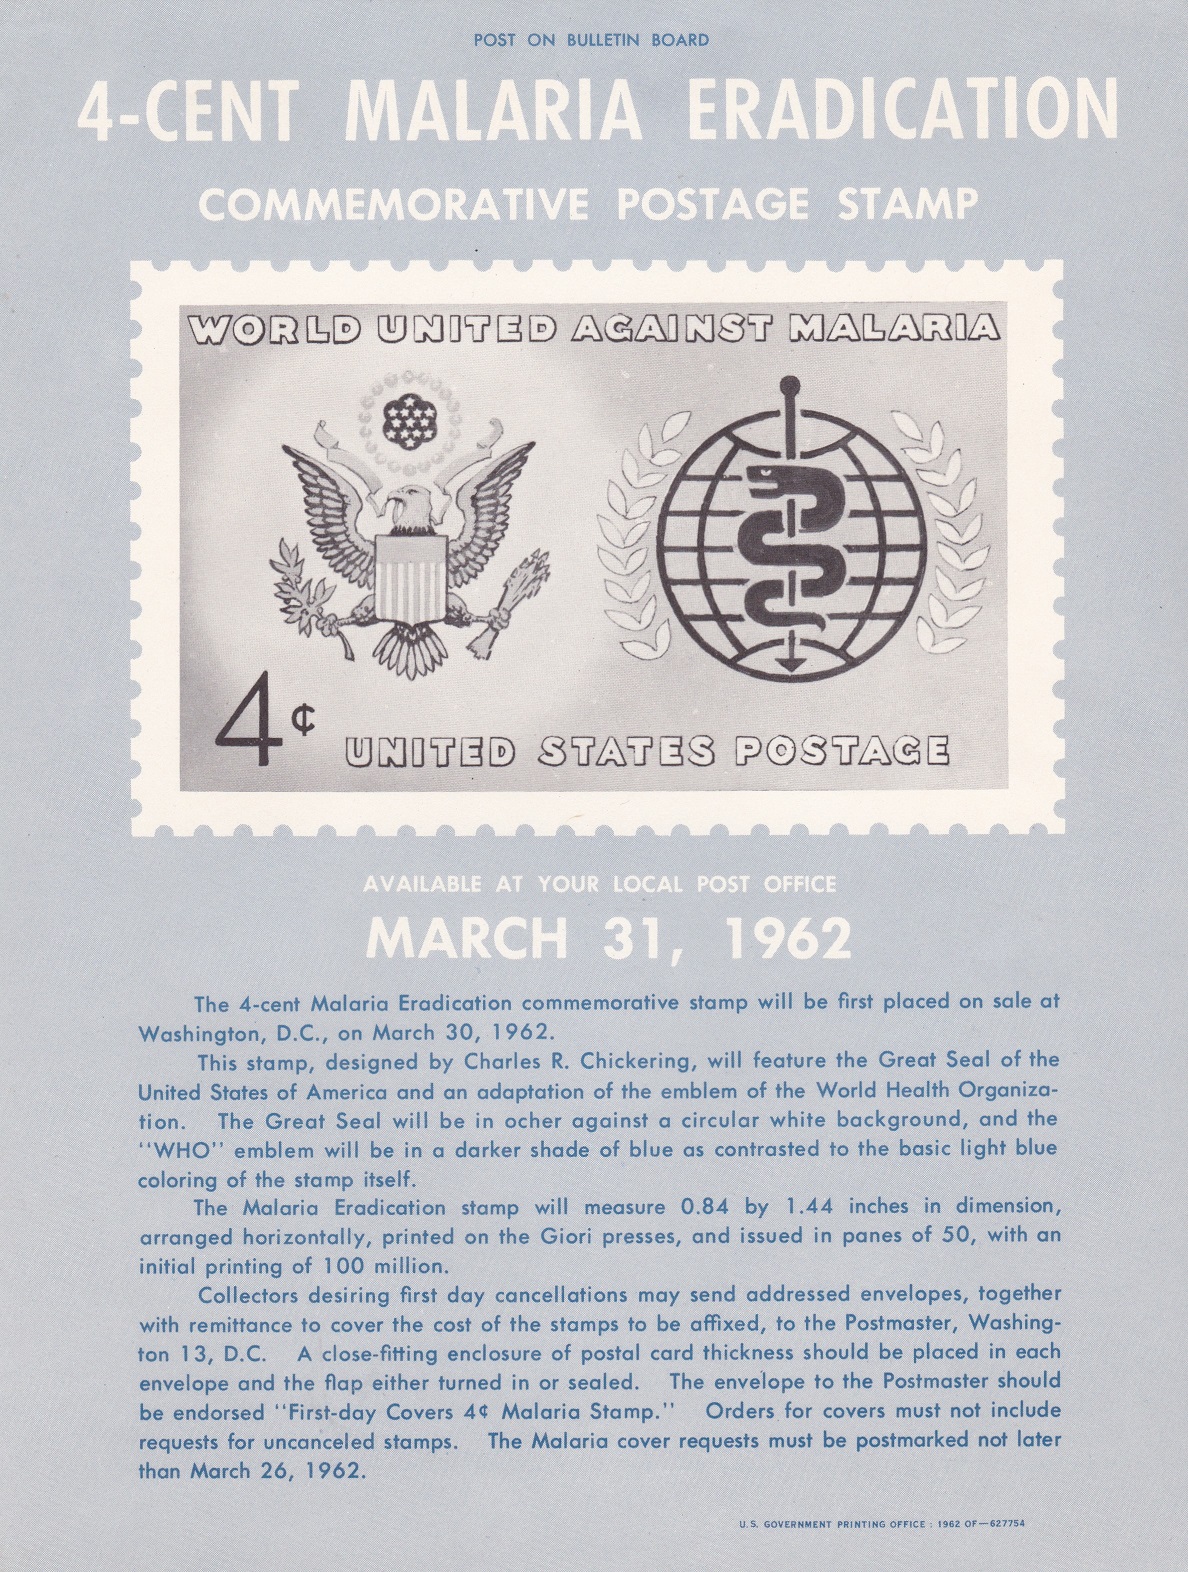 POST ON BULLETIN BOARD
4-CENT MALARIA ERADICATION
COMMEMORATIVE POSTAGE STAMP
WORLD UNITED AGAINST MALARIA
4¢
UNITED STATES POSTAGE
AVAILABLE AT YOUR LOCAL POST OFFICE
MARCH 31, 1962
The 4-cent Malaria Eradication commemorative stamp will be first placed on sale at
Washington, D.C., on March 30, 1962.
This stamp, designed by Charles R. Chickering, will feature the Great Seal of the
United States of America and an adaptation of the emblem of the World Health Organiza-
tion. The Great Seal will be in ocher against a circular white background, and the
''WHO'' emblem will be in a darker shade of blue as contrasted to the basic light blue
coloring of the stamp itself.
The Malaria Eradication stamp will measure 0.84 by 1.44 inches in dimension,
arranged horizontally, printed on the Giori presses, and issued in panes of 50, with an
initial printing of 100 million.
Collectors desiring first day cancellations may send addressed envelopes, together
with remittance to cover the cost of the stamps to be affixed, to the Postmaster, Washing-
ton 13, D.C. A close-fitting enclosure of postal card thickness should be placed in each
envelope and the flap either turned in or sealed. The envelope to the Postmaster should
be endorsed ''First-day Covers 4¢ Malaria Stamp.'' Orders for covers must not include
requests for uncanceled stamps. The Malaria cover requests must be postmarked not later
than March 26, 1962.
U.S. GOVERNMENT PRINTING OFFICE : 1962 OF—627754